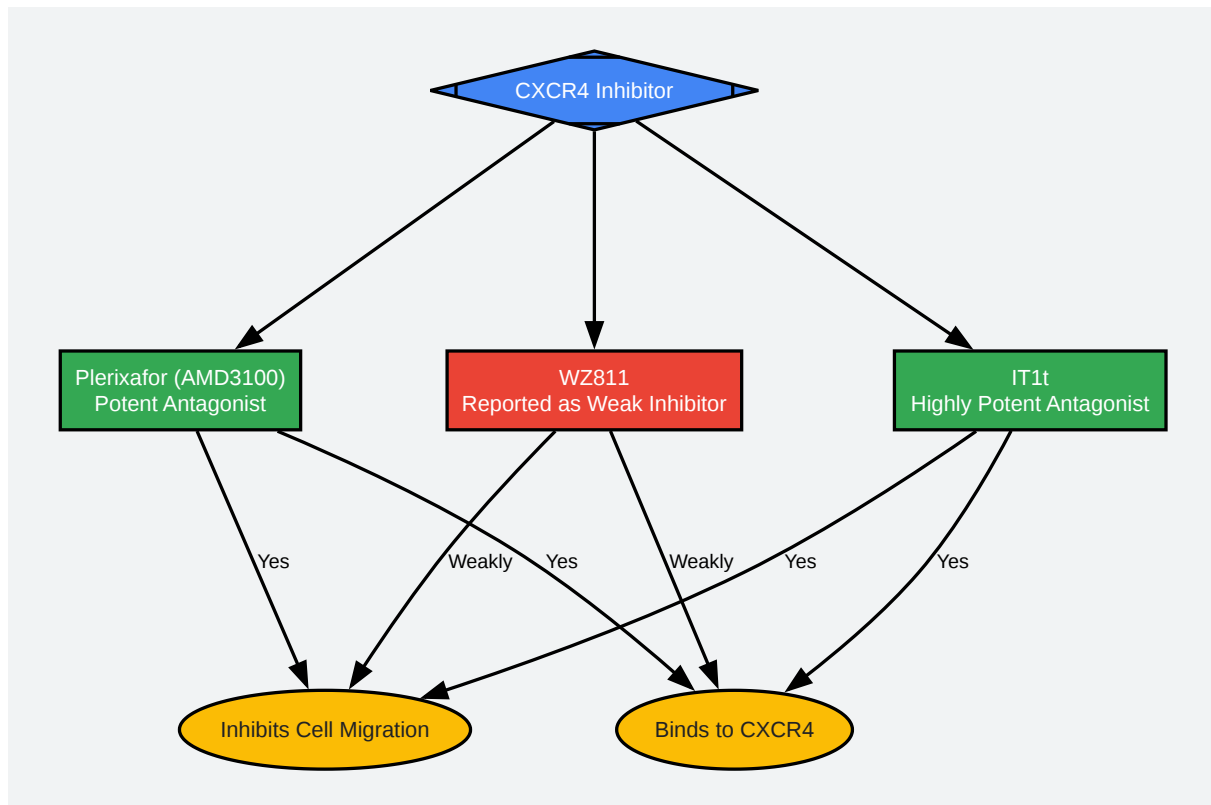 CXCR4 Inhibitor
Plerixafor (AMD3100)
Potent Antagonist
WZ811
Reported as Weak Inhibitor
IT1t
Highly Potent Antagonist
Yes
Weakly
Yes
Weakly
Yes
Yes
Inhibits Cell Migration
Binds to CXCR4